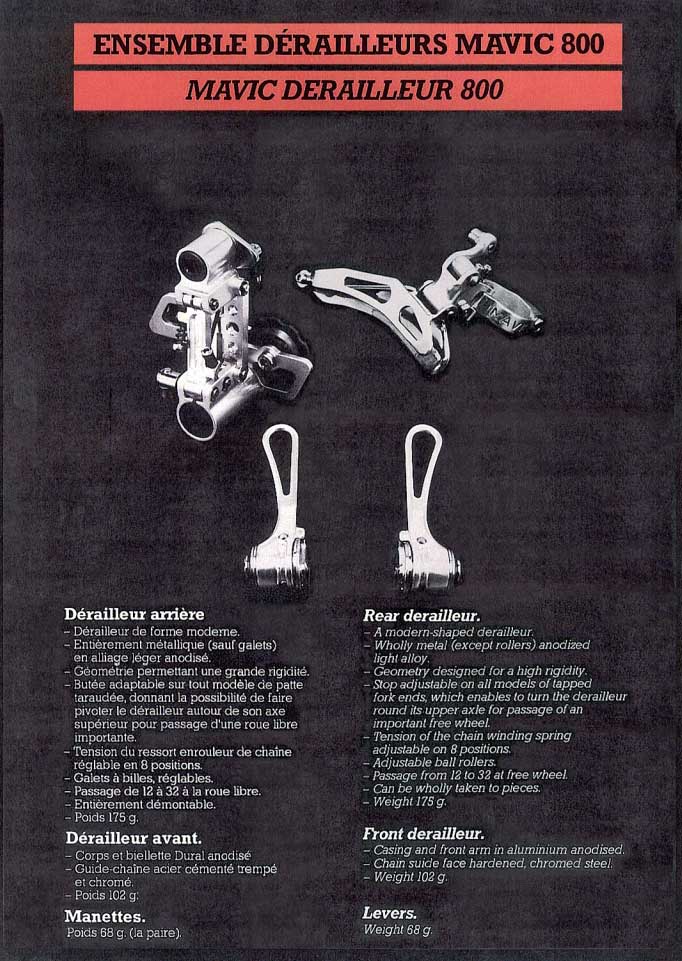 ENSEMBLE DÉRAILLEURS MAVIC 800
MAVIC DERAILLEUR 800
MAV
Dérailleur arrière
– Dérailleur de forme moderne.
– Entièrement métallique (sauf galets)
en alliage léger anodisé.
– Géométrie permettant une grande rigidité.
– Butée adaptable sur tout modèle de patte
taraudée, donnant la possibilité de faire
pivoter le dérailleur autour de son axe
supérieur pour passage d'une roue libre
importante.
– Tension du ressort enrouleur de chaîne
réglable en 8 positions.
– Galets à billes, réglables.
– Passage de 12 à 32 à la roue libre.
– Entièrement démontable.
– Poids 175 g.
Dérailleur avant.
– Corps et biellette Dural anodisé
– Guide-chaîne acier cémenté trempé
et chromé.
– Poids 102 g.
Manettes.
Poids 68 g. (la paire).
Rear derailleur.
– A modern-shaped derailleur.
– Wholly metal (except rollers) anodized
light alloy.
– Geometry designed for a high rigidity.
– Stop adjustable on all models of tapped
fork ends, which enables to turn the derailleur
round its upper axle for passage of an
important free wheel.
– Tension of the chain winding spring
adjustable on 8 positions.
– Adjustable ball rollers.
– Passage from 12 to 32 at free wheel.
– Can be wholly taken to pieces.
– Weight 175 g.
Front derailleur.
– Casing and front arm in aluminium anodised.
– Chain suide face hardened, chromed steel.
– Weight 102 g.
Levers.
Weight 68 g.